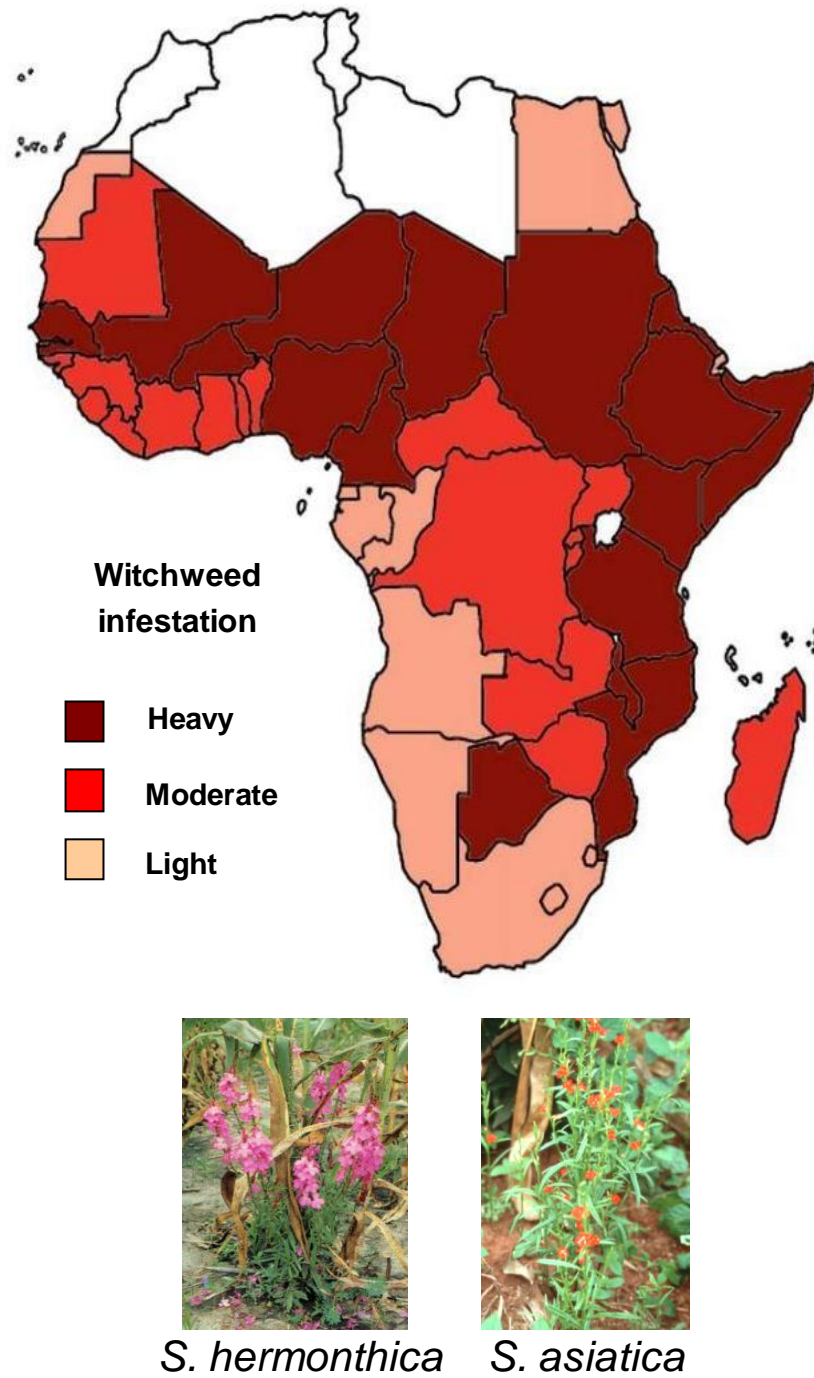 Witchweed
infestation
Heavy
Moderate
Light
S. hermonthica
S. asiatica